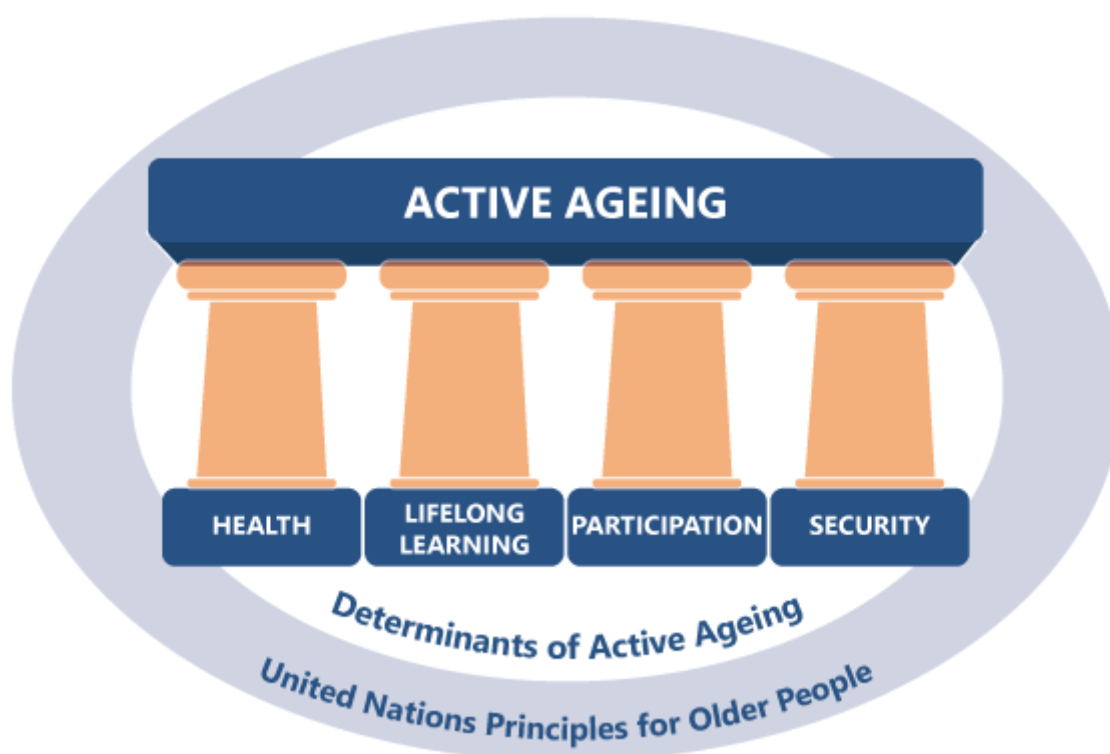 ACTIVE AGEING
HEALTH
LIFELONG
LEARNING
PARTICIPATION
SECURITY
Determinants of Active Ageing
United Nations Principles for Older People